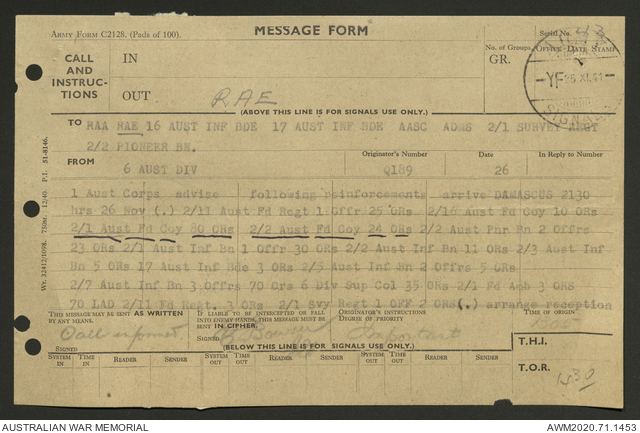 ARMY FORM C2128. (Pads of 100).
MESSAGE FORM
Serial No.
CALL AND INSTRUC- TIONS
IN
No. of Groups. OFFICE DATE STAMP
GR.
26 XI.41
SIGNALS
OUT
RAE
(ABOVE THIS LINE IS FOR SIGNALS USE ONLY.)
TO RAA RAE 16 AUST INF BDE 17 AUST INF BDE AASC ADMS 2/1 SURVEY REGT
2/2 PIONEER BN.
FROM
6 AUST DIV
Originator's Number
Q189
Date
26
In Reply to Number
1 Aust Corps advise following reinforcements arrive DAMASCUS 2130
hrs 26 Nov (.) 2/11 Aust Fd Regt 1 Offr 25 ORs 2/16 Aust Fd Coy 10 ORs
2/1 Aust Fd Coy 80 ORs 2/2 Aust Fd Coy 24 ORs 2/2 Aust Pnr Bn 2 Offrs
23 ORs 2/1 Aust Inf Bn 1 Offr 30 ORs 2/2 Aust Inf Bn 11 ORs 2/3 Aust Inf
Bn 5 ORs 17 Aust Inf Bde 3 ORs 2/5 Aust Inf Bn 2 Offrs 5 ORs
2/7 Aust Inf Bn 3 Offrs 70 Ors 6 Div Sup Col 35 ORs 2/1 Fd Amb 3 ORs
70 LAD 2/11 Fd Regt. 3 ORs 2/1 Svy Regt 1 OFF 2 ORS(.) arrange reception
THIS MESSAGE MAY BE SENT AS WRITTEN BY ANY MEANS.
IF LIABLE TO BE INTERCEPTED OR FALL INTO ENEMY HANDS, THIS MESSAGE MUST BE SENT IN CIPHER.
ORIGINATOR'S INSTRUCTIONS DEGREE OF PRIORITY
TIME OF ORIGIN
informed
SIGNED
SIGNED
(BELOW THIS LINE IS FOR SIGNALS USE ONLY.)
T.H.I.
T.O.R.
1530
SYSTEM IN
TIME IN
READER
SENDER
SYSTEM OUT
TIME OUT
READER
SENDER
SYSTEM OUT
TIME OUT
READER
SENDER
AUSTRALIAN WAR MEMORIAL
AWM2020.71.1453